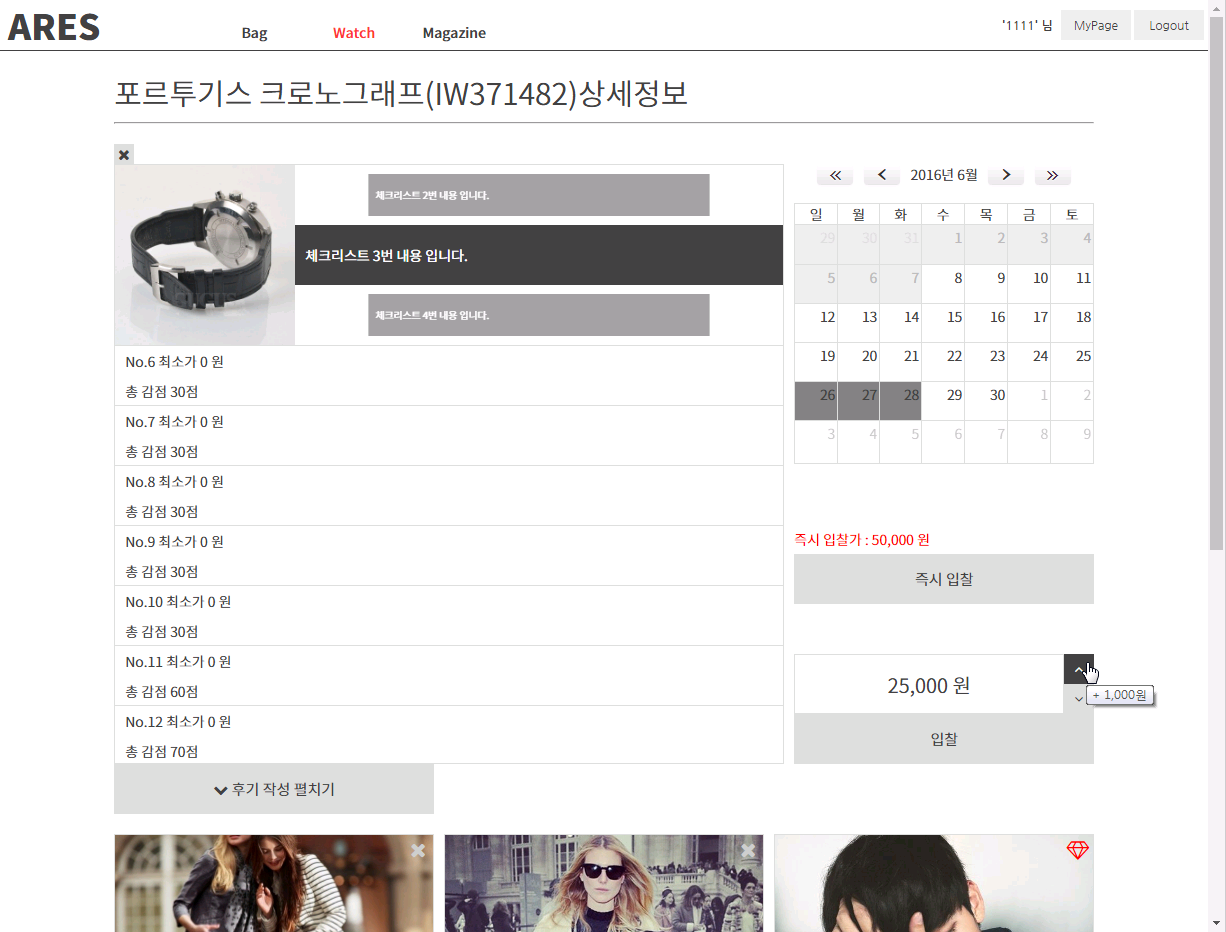 ARES
Bag Watch Magazine
'1111' 님 MyPage Logout
포르투기스 크로노그래프(IW371482)상세정보
체크리스트 2번 내용 입니다.
체크리스트 3번 내용 입니다.
체크리스트 4번 내용 입니다.
No.6 최소가 0 원
총 감점 30점
No.7 최소가 0 원
총 감점 30점
No.8 최소가 0 원
총 감점 30점
No.9 최소가 0 원
총 감점 30점
No.10 최소가 0 원
총 감점 30점
No.11 최소가 0 원
총 감점 60점
No.12 최소가 0 원
총 감점 70점
후기 작성 펼치기
2016년 6월
일 월 화 수 목 금 토
29 30 31 1 2 3 4
5 6 7 8 9 10 11
12 13 14 15 16 17 18
19 20 21 22 23 24 25
26 27 28 29 30 1 2
3 4 5 6 7 8 9
즉시 입찰가 : 50,000 원
즉시 입찰
25,000 원
+ 1,000원
입찰